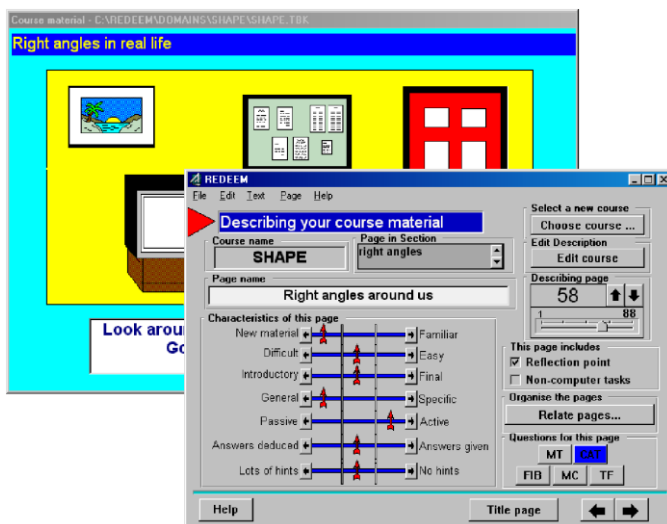 Course material - C:\REDEEM\DOMAINS\SHAPE\SHAPE.TBK
Right angles in real life
Look arou
Go
REDEEM
File Edit Text Page Help
Describing your course material
Course name
SHAPE
Page in Section
right angles
Page name
Right angles around us
Characteristics of this page
New material Familiar
Difficult Easy
Introductory Final
General Specific
Passive Active
Answers deduced Answers given
Lots of hints No hints
Select a new course
Choose course ...
Edit Description
Edit course
Describing page
58
1 88
This page includes
Reflection point
Non-computer tasks
Organise the pages
Relate pages...
Questions for this page
MT CAT
FIB MC TF
Help Title page